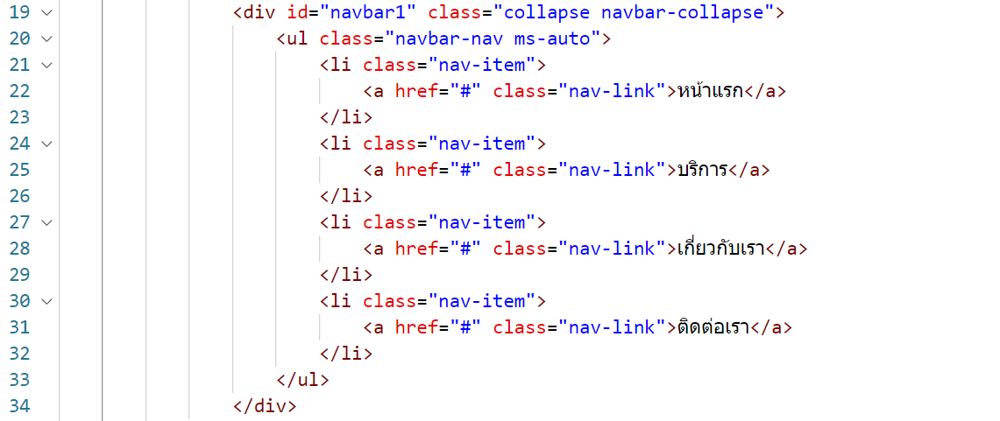 19 <div id="navbar1" class="collapse navbar-collapse">
20 <ul class="navbar-nav ms-auto">
21 <li class="nav-item">
22 <a href="#" class="nav-link">หน้าแรก</a>
23 </li>
24 <li class="nav-item">
25 <a href="#" class="nav-link">บริการ</a>
26 </li>
27 <li class="nav-item">
28 <a href="#" class="nav-link">เกี่ยวกับเรา</a>
29 </li>
30 <li class="nav-item">
31 <a href="#" class="nav-link">ติดต่อเรา</a>
32 </li>
33 </ul>
34 </div>